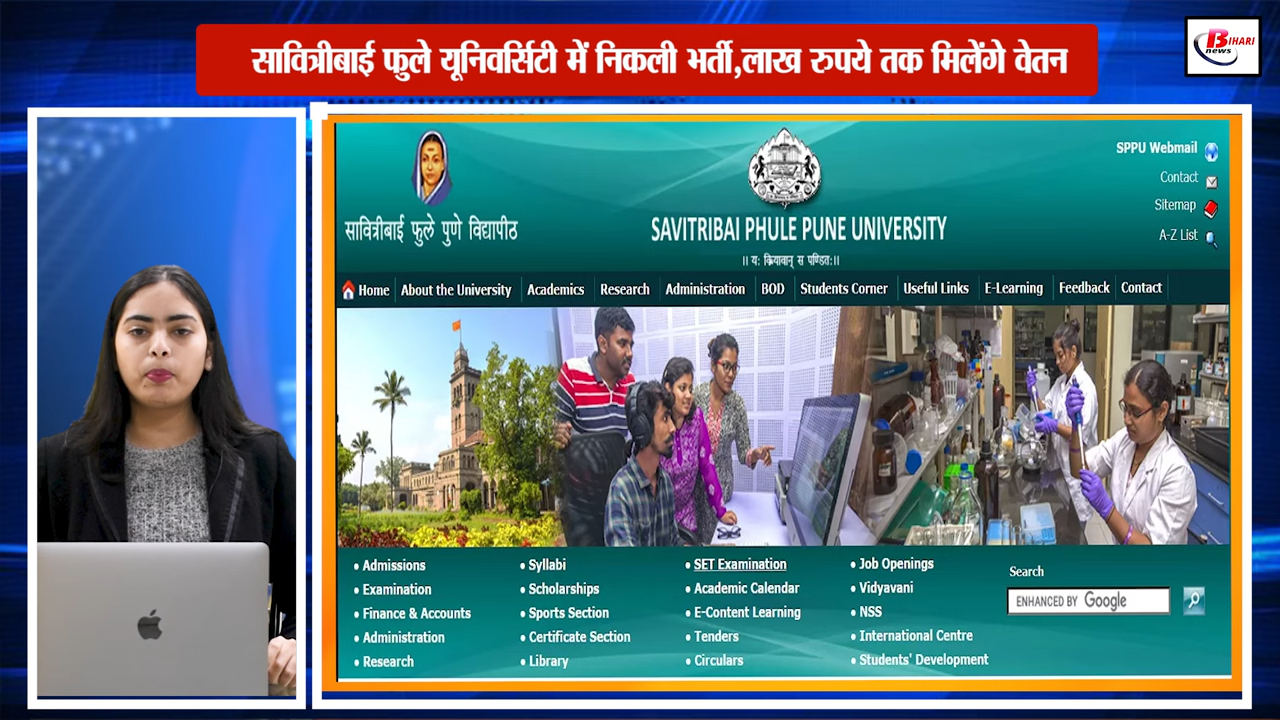 सावित्रीबाई फुले यूनिवर्सिटी में निकली भर्ती,लाख रुपये तक मिलेंगे वेतन
BIHARI
news
सावित्रीबाई फुले पुणे विद्यापीठ
SAVITRIBAI PHULE PUNE UNIVERSITY
॥ यः क्रियावान् स पण्डितः॥
SPPU Webmail
Contact
Sitemap
A-Z List
Home About the University Academics Research Administration BOD Students Corner Useful Links E-Learning Feedback Contact
• Admissions
• Examination
• Finance & Accounts
• Administration
• Research
• Syllabi
• Scholarships
• Sports Section
• Certificate Section
• Library
• SET Examination
• Academic Calendar
• E-Content Learning
• Tenders
• Circulars
• Job Openings
• Vidyavani
• NSS
• International Centre
• Students' Development
Search
ENHANCED BY Google